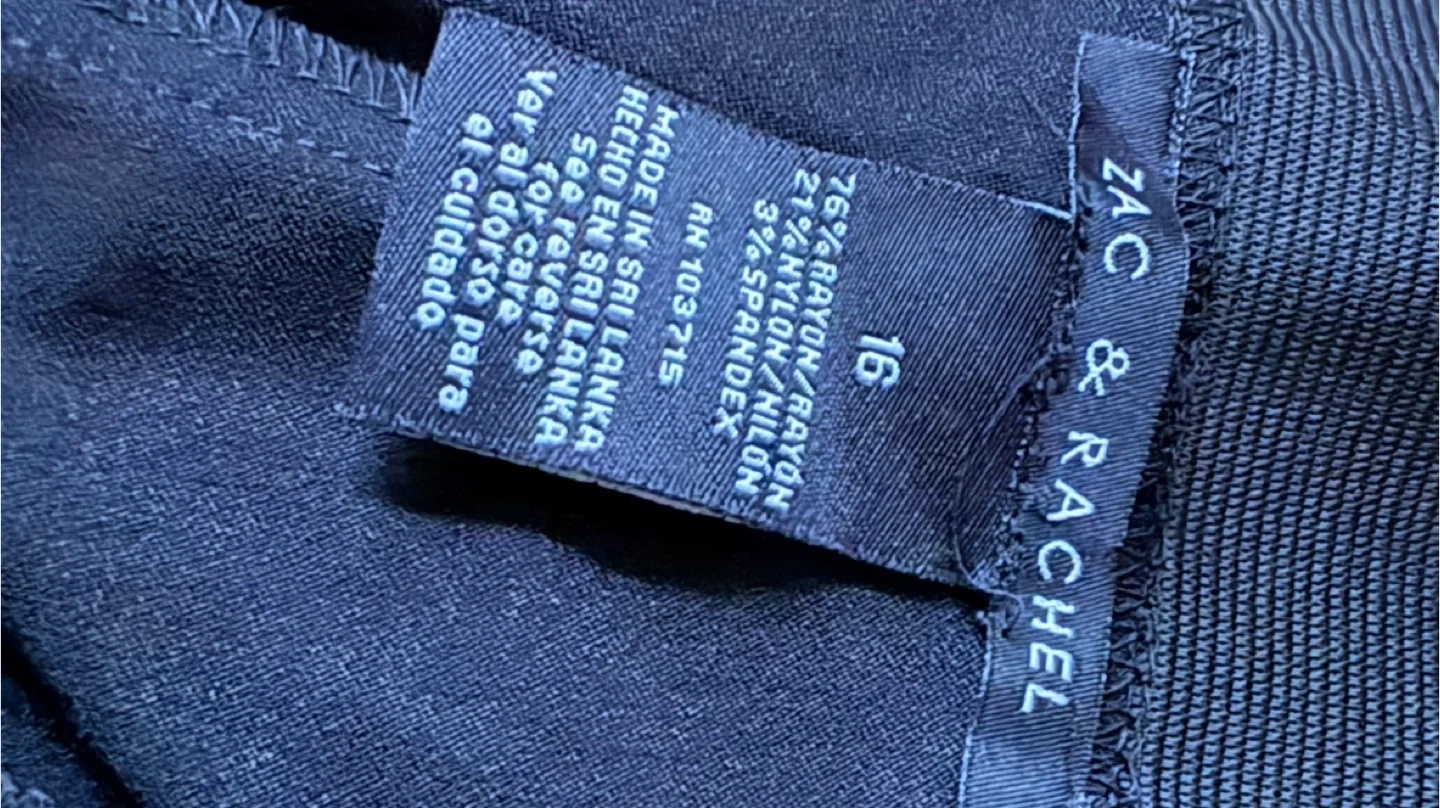 ZAC & RACHEL
16
76% RAYON/RAYÓN
21% NYLON/NILÓN
3% SPANDEX
RN 103715
MADE IN SRI LANKA
HECHO EN SRI LANKA
see reverse
for care
Ver al dorso para
el cuidado